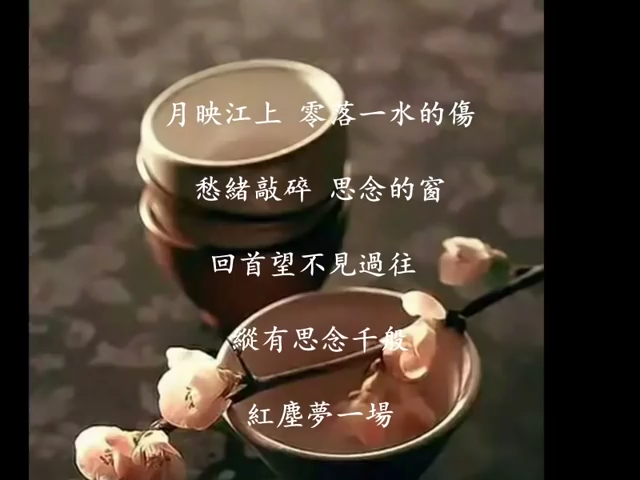 月映江上 零落一水的傷
愁緒敲碎 思念的窗
回首望不見過往
縱有思念千般
紅塵夢一場